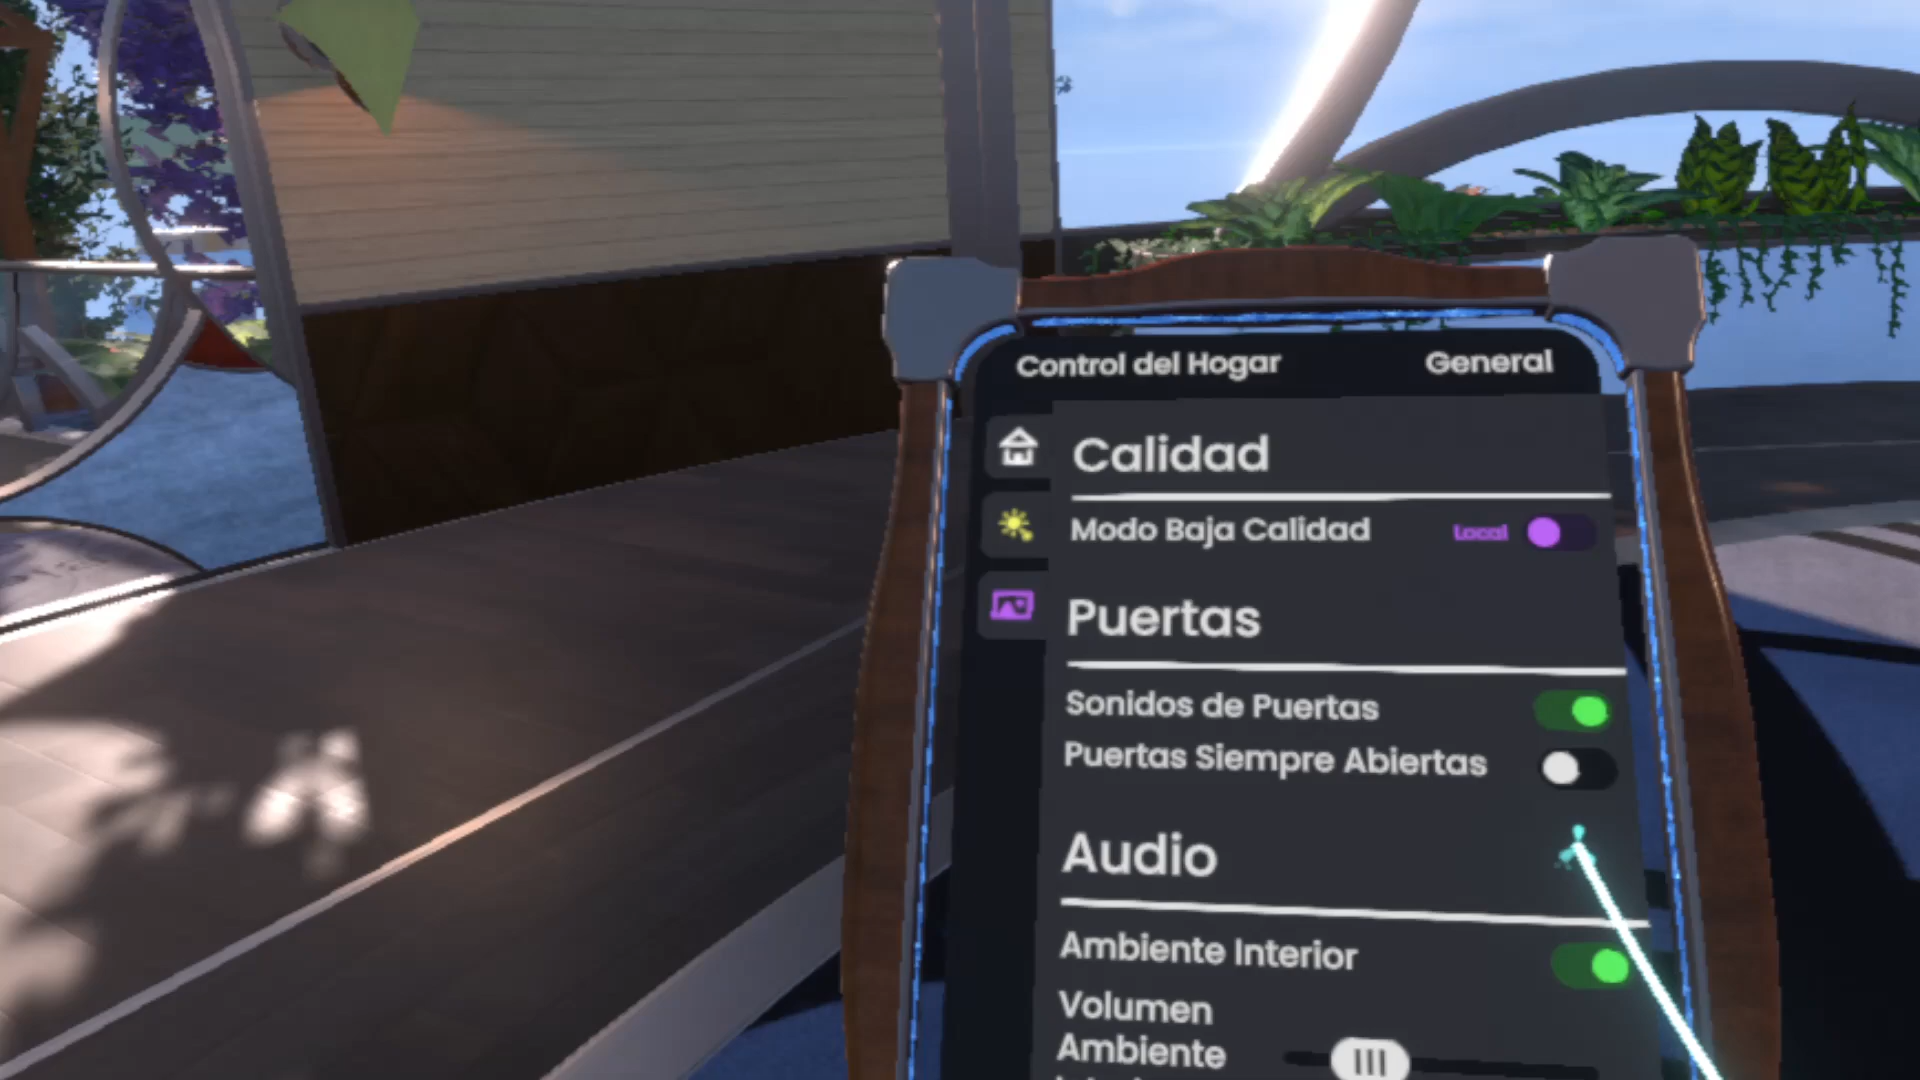 Control del Hogar
General
Calidad
Modo Baja Calidad
Local
Puertas
Sonidos de Puertas
Puertas Siempre Abiertas
Audio
Ambiente Interior
Volumen
Ambiente